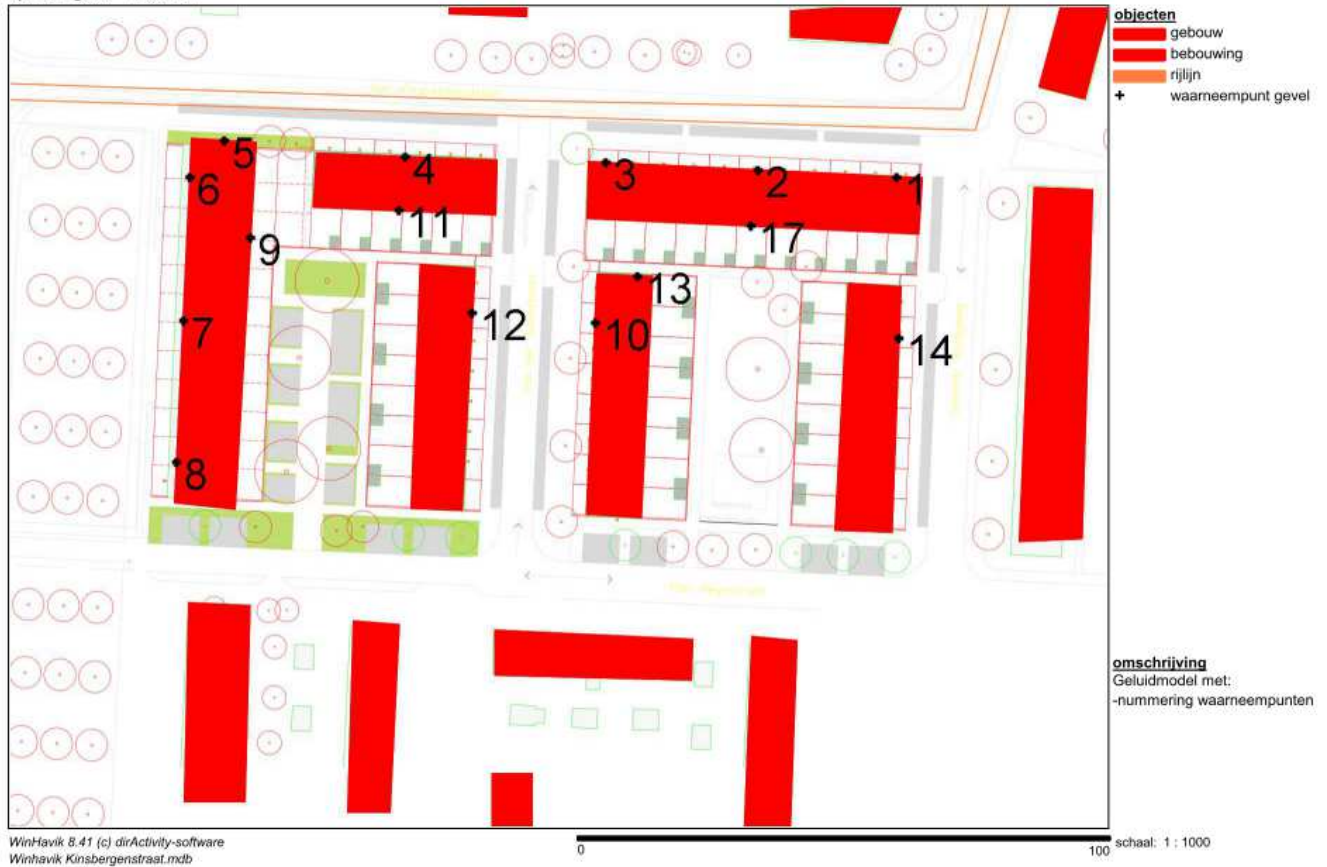 objecten
gebouw
bebouwing
rijlijn
+ waarneempunt gevel
5
4
3
2
1
6
11
17
9
13
7
12
10
14
8
omschrijving
Geluidmodel met:
-nummering waarneempunten
WinHavik 8.41 (c) dirActivity-software
Winhavik Kinsbergenstraat.mdb
0
100
schaal: 1 : 1000